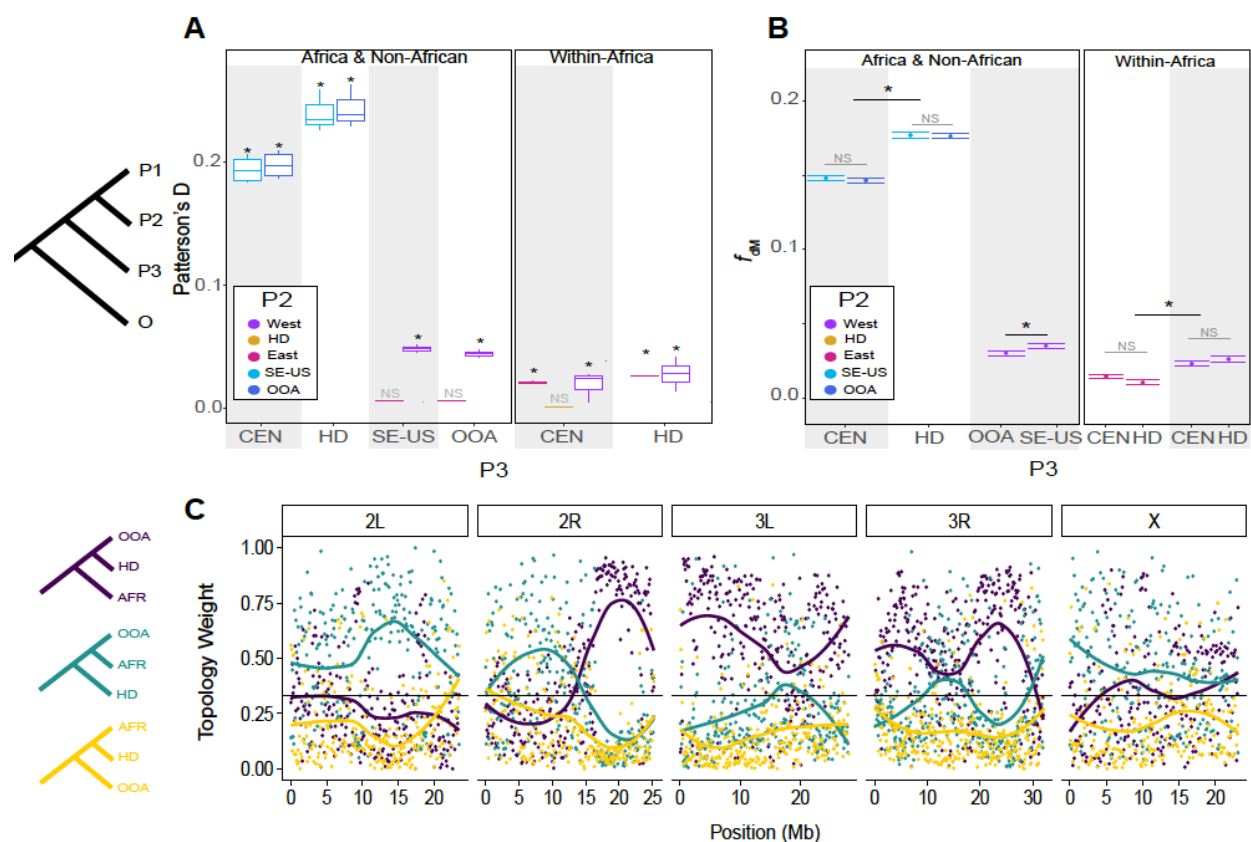 A
B
Africa & Non-African
Within-Africa
Africa & Non-African
Within-Africa
P1
P2
P3
O
Patterson's D
0.2
0.1
0.0
* * * * * * * * * *
NS NS NS
P2
West
HD
East
SE-US
OOA
CEN HD SE-US OOA CEN HD
P3
fdM
0.2
0.1
0.0
NS * NS * NS * NS
P2
West
HD
East
SE-US
OOA
CEN HD OOA SE-US CEN HD CEN HD
P3
C
OOA
HD
AFR
OOA
AFR
HD
AFR
HD
OOA
2L 2R 3L 3R X
Topology Weight
1.00
0.75
0.50
0.25
0.00
0 5 10 15 20
0 5 10 15 20 25
0 10 20
0 10 20 30
0 5 10 15 20
Position (Mb)